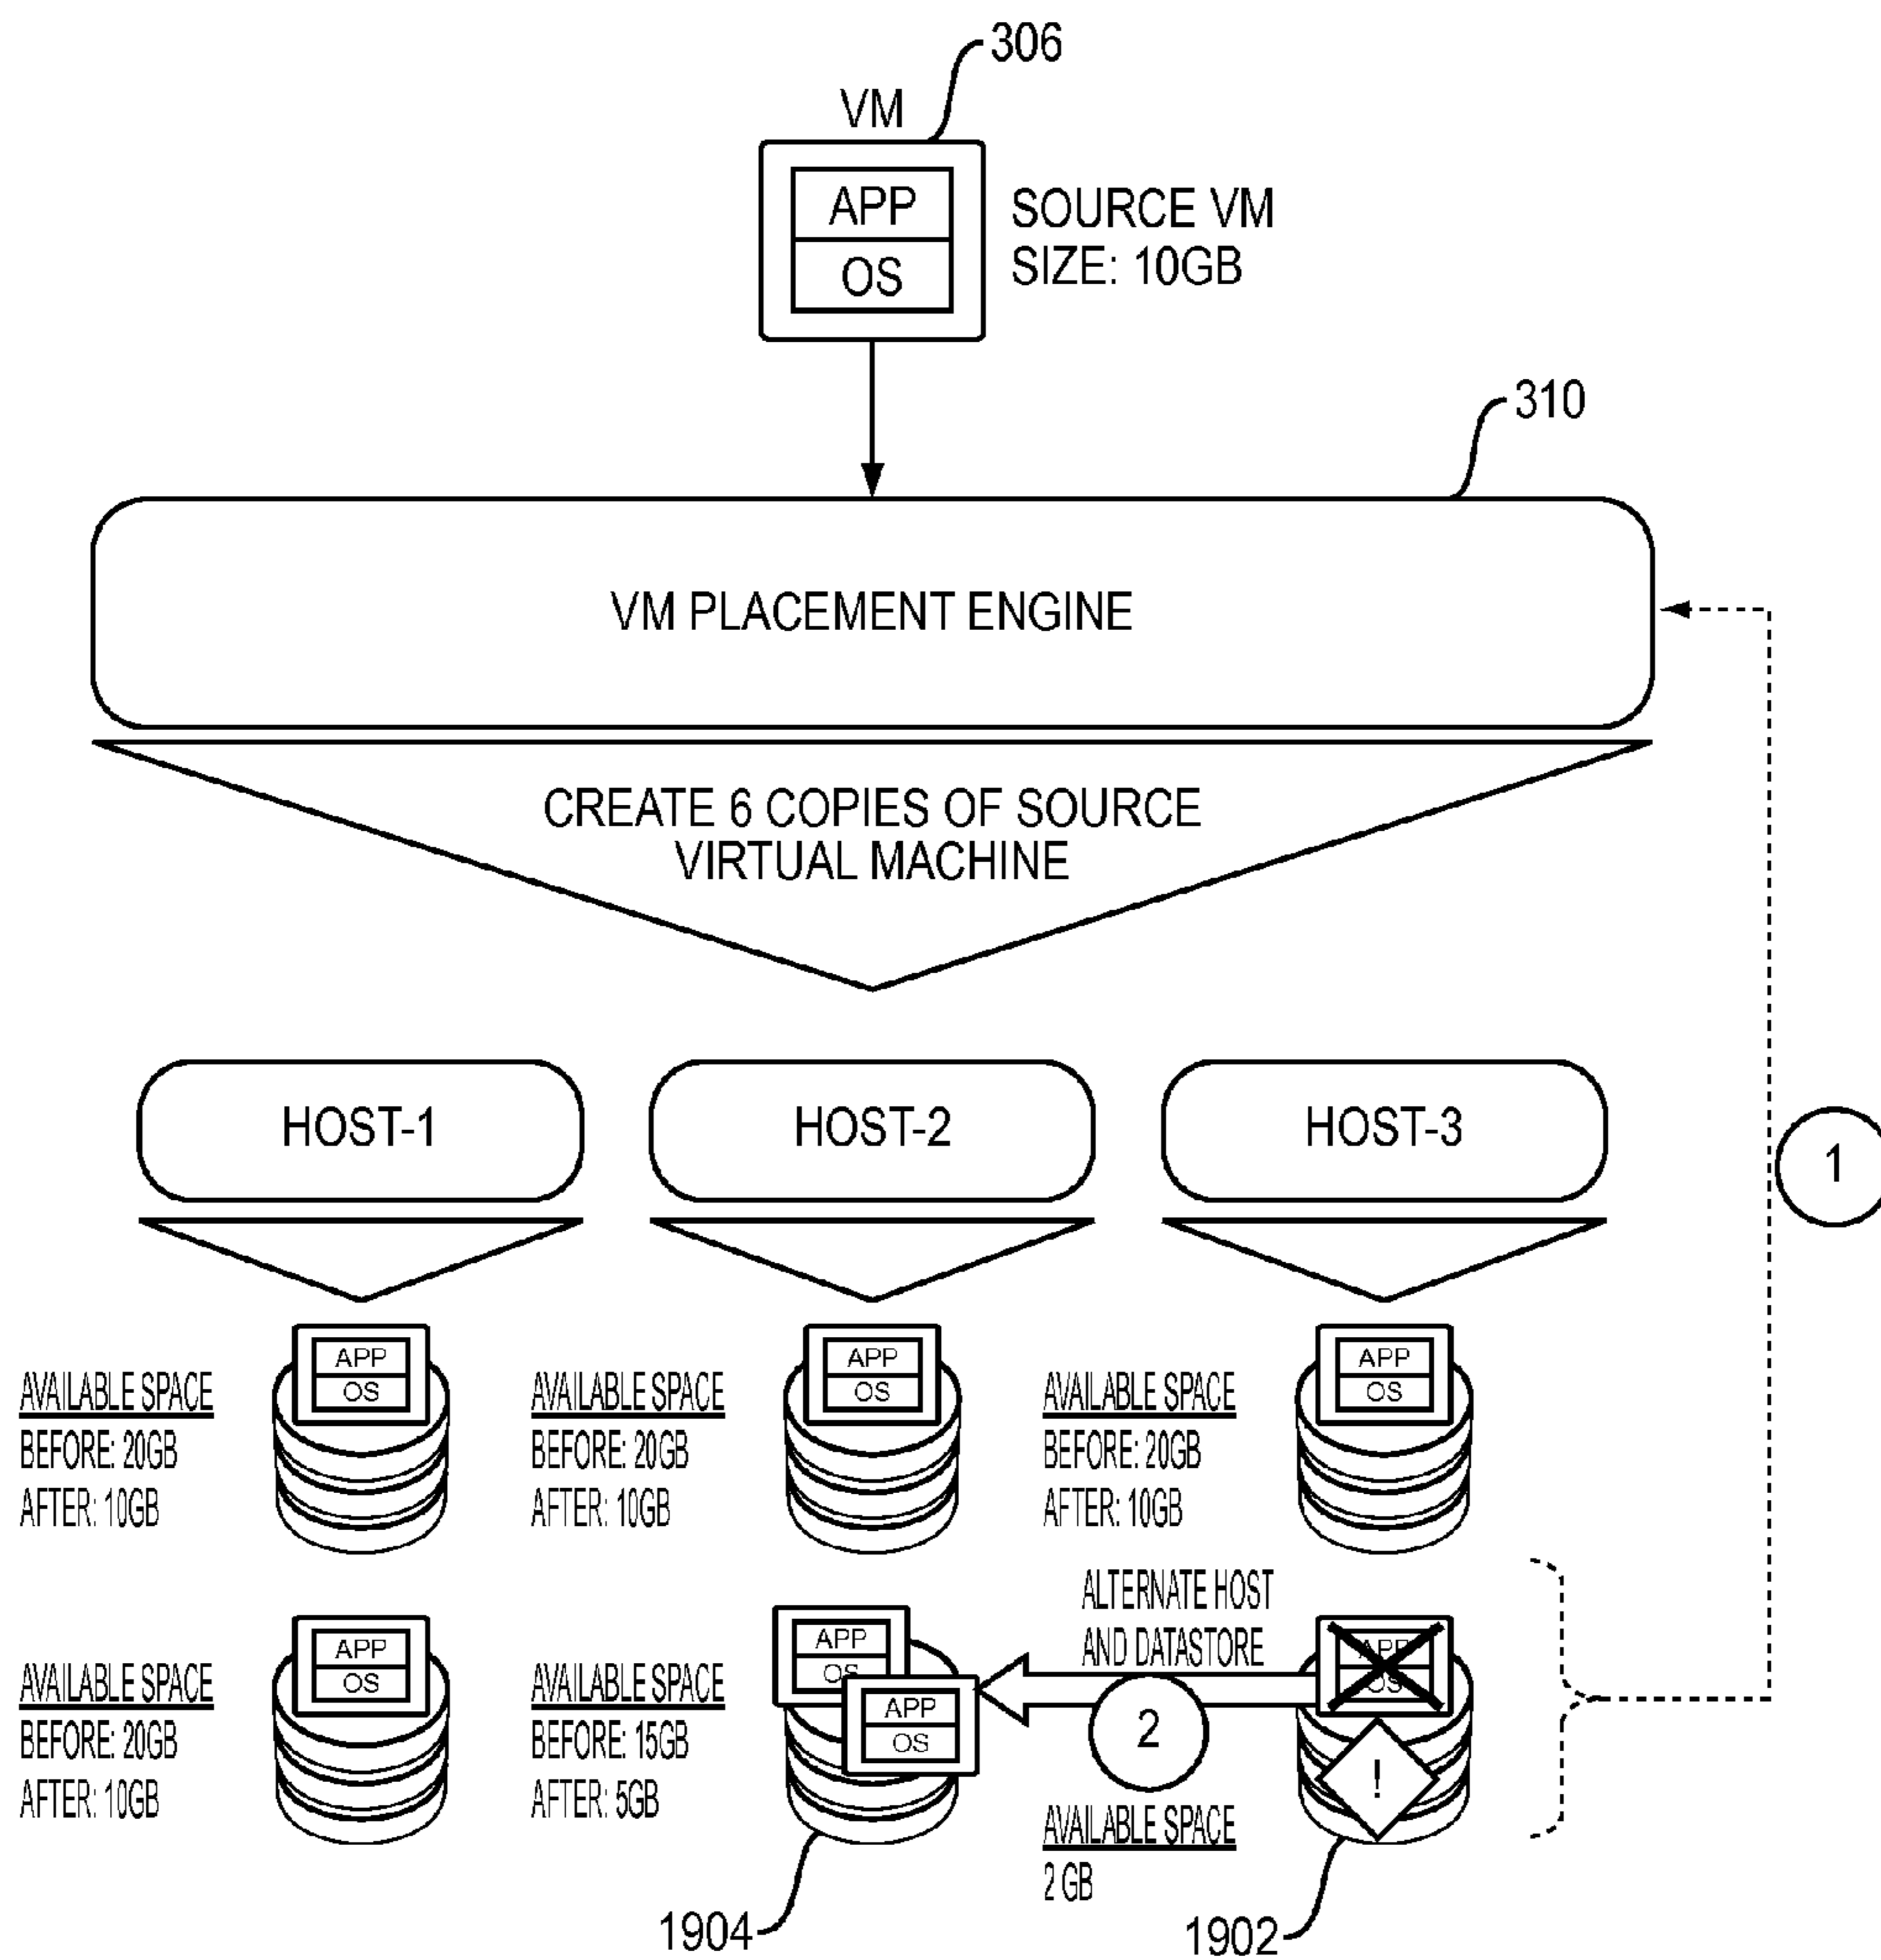 306
VM
APP
OS
SOURCE VM
SIZE: 10GB
310
VM PLACEMENT ENGINE
CREATE 6 COPIES OF SOURCE
VIRTUAL MACHINE
HOST-1
HOST-2
HOST-3
1
AVAILABLE SPACE
BEFORE: 20GB
AFTER: 10GB
APP
OS
AVAILABLE SPACE
BEFORE: 20GB
AFTER: 10GB
APP
OS
AVAILABLE SPACE
BEFORE: 20GB
AFTER: 10GB
APP
OS
AVAILABLE SPACE
BEFORE: 20GB
AFTER: 10GB
APP
OS
AVAILABLE SPACE
BEFORE: 15GB
AFTER: 5GB
APP
OS
APP
OS
ALTERNATE HOST
AND DATASTORE
2
AVAILABLE SPACE
2 GB
APP
OS
!
1904
1902